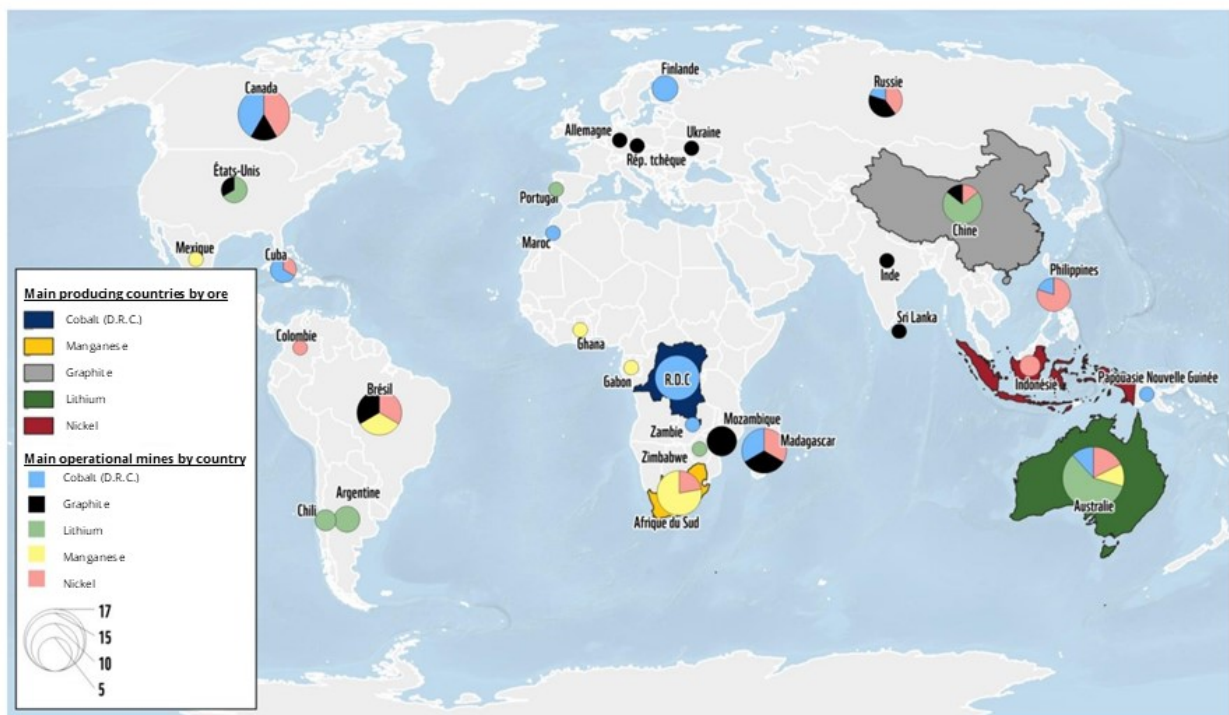 Finlande
Russie
Canada
Allemagne
Ukraine
Rép. tchèque
États-Unis
Portugal
Chine
Maroc
Mexique
Cuba
Inde
Philippines
Sri Lanka
Main producing countries by ore
Cobalt (D.R.C.)
Manganese
Graphite
Lithium
Nickel
Main operational mines by country
Cobalt (D.R.C.)
Graphite
Lithium
Manganese
Nickel
17
15
10
5
Colombie
Ghana
Gabon
R.D.C
Indonésie
Papouasie Nouvelle Guinée
Brésil
Zambie
Mozambique
Madagascar
Zimbabwe
Argentine
Chili
Afrique du Sud
Australie